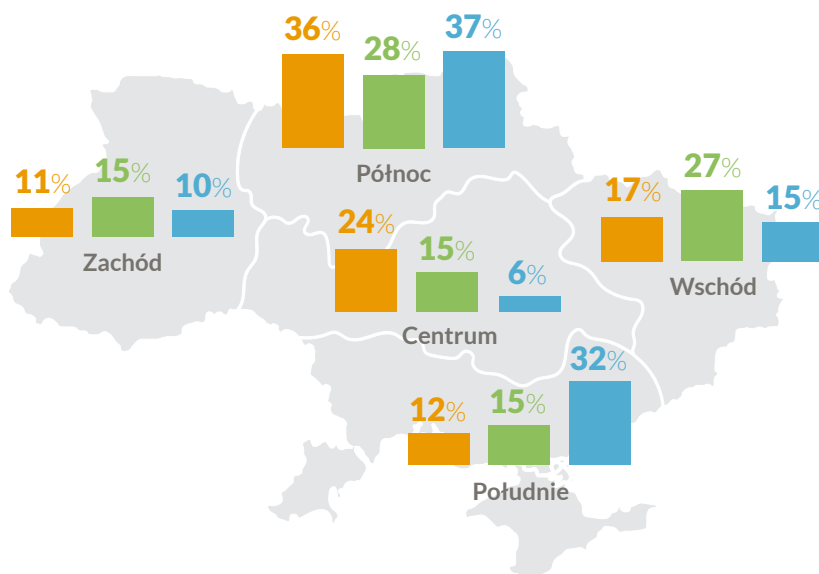 36% 28% 37%
Północ
11% 15% 10%
Zachód
17% 27% 15%
Wschód
24% 15% 6%
Centrum
12% 15% 32%
Południe